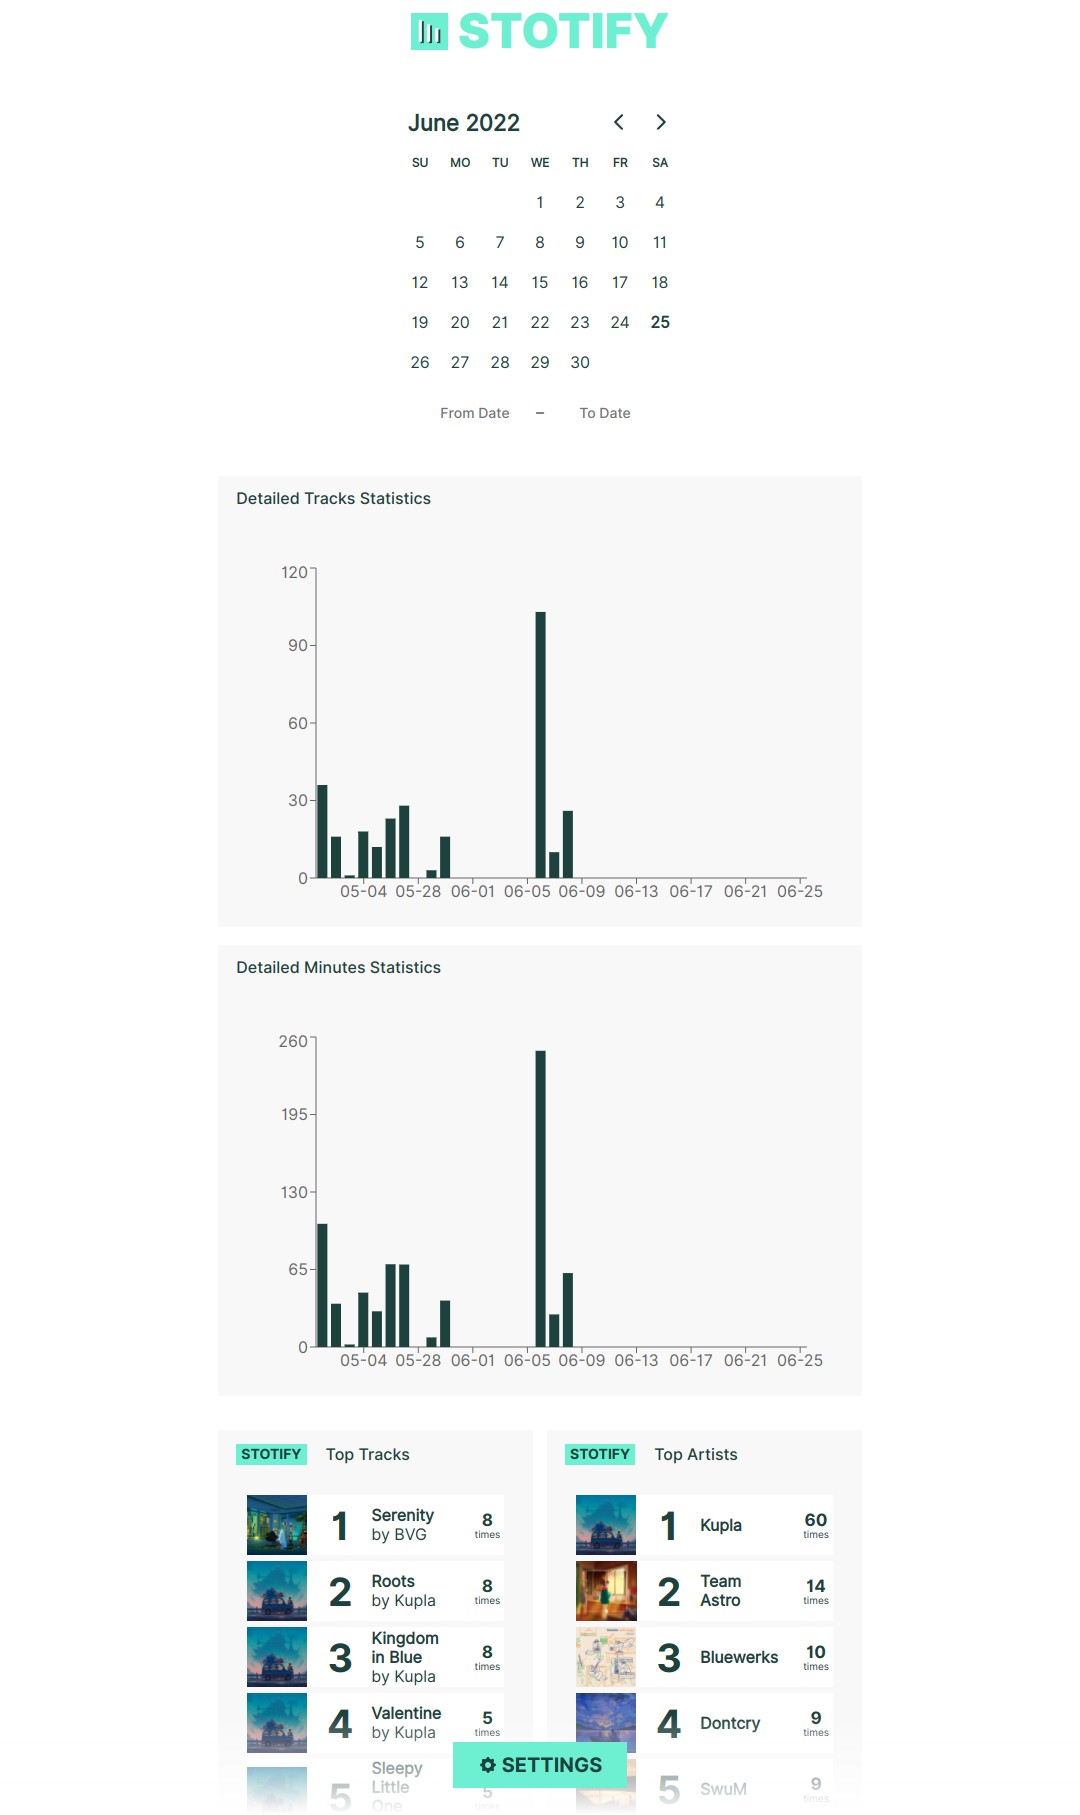 STOTIFY
June 2022
SU MO TU WE TH FR SA
1 2 3 4
5 6 7 8 9 10 11
12 13 14 15 16 17 18
19 20 21 22 23 24 25
26 27 28 29 30
From Date – To Date
Detailed Tracks Statistics
120
90
60
30
0
05-04 05-28 06-01 06-05 06-09 06-13 06-17 06-21 06-25
Detailed Minutes Statistics
260
195
130
65
0
05-04 05-28 06-01 06-05 06-09 06-13 06-17 06-21 06-25
STOTIFY Top Tracks
1 Serenity
by BVG
8
times
2 Roots
by Kupla
8
times
3 Kingdom
in Blue
by Kupla
8
times
4 Valentine
by Kupla
5
times
5 Sleepy
Little
One
5
times
STOTIFY Top Artists
1 Kupla
60
times
2 Team
Astro
14
times
3 Bluewerks
10
times
4 Dontcry
9
times
5 SwuM
9
times
SETTINGS